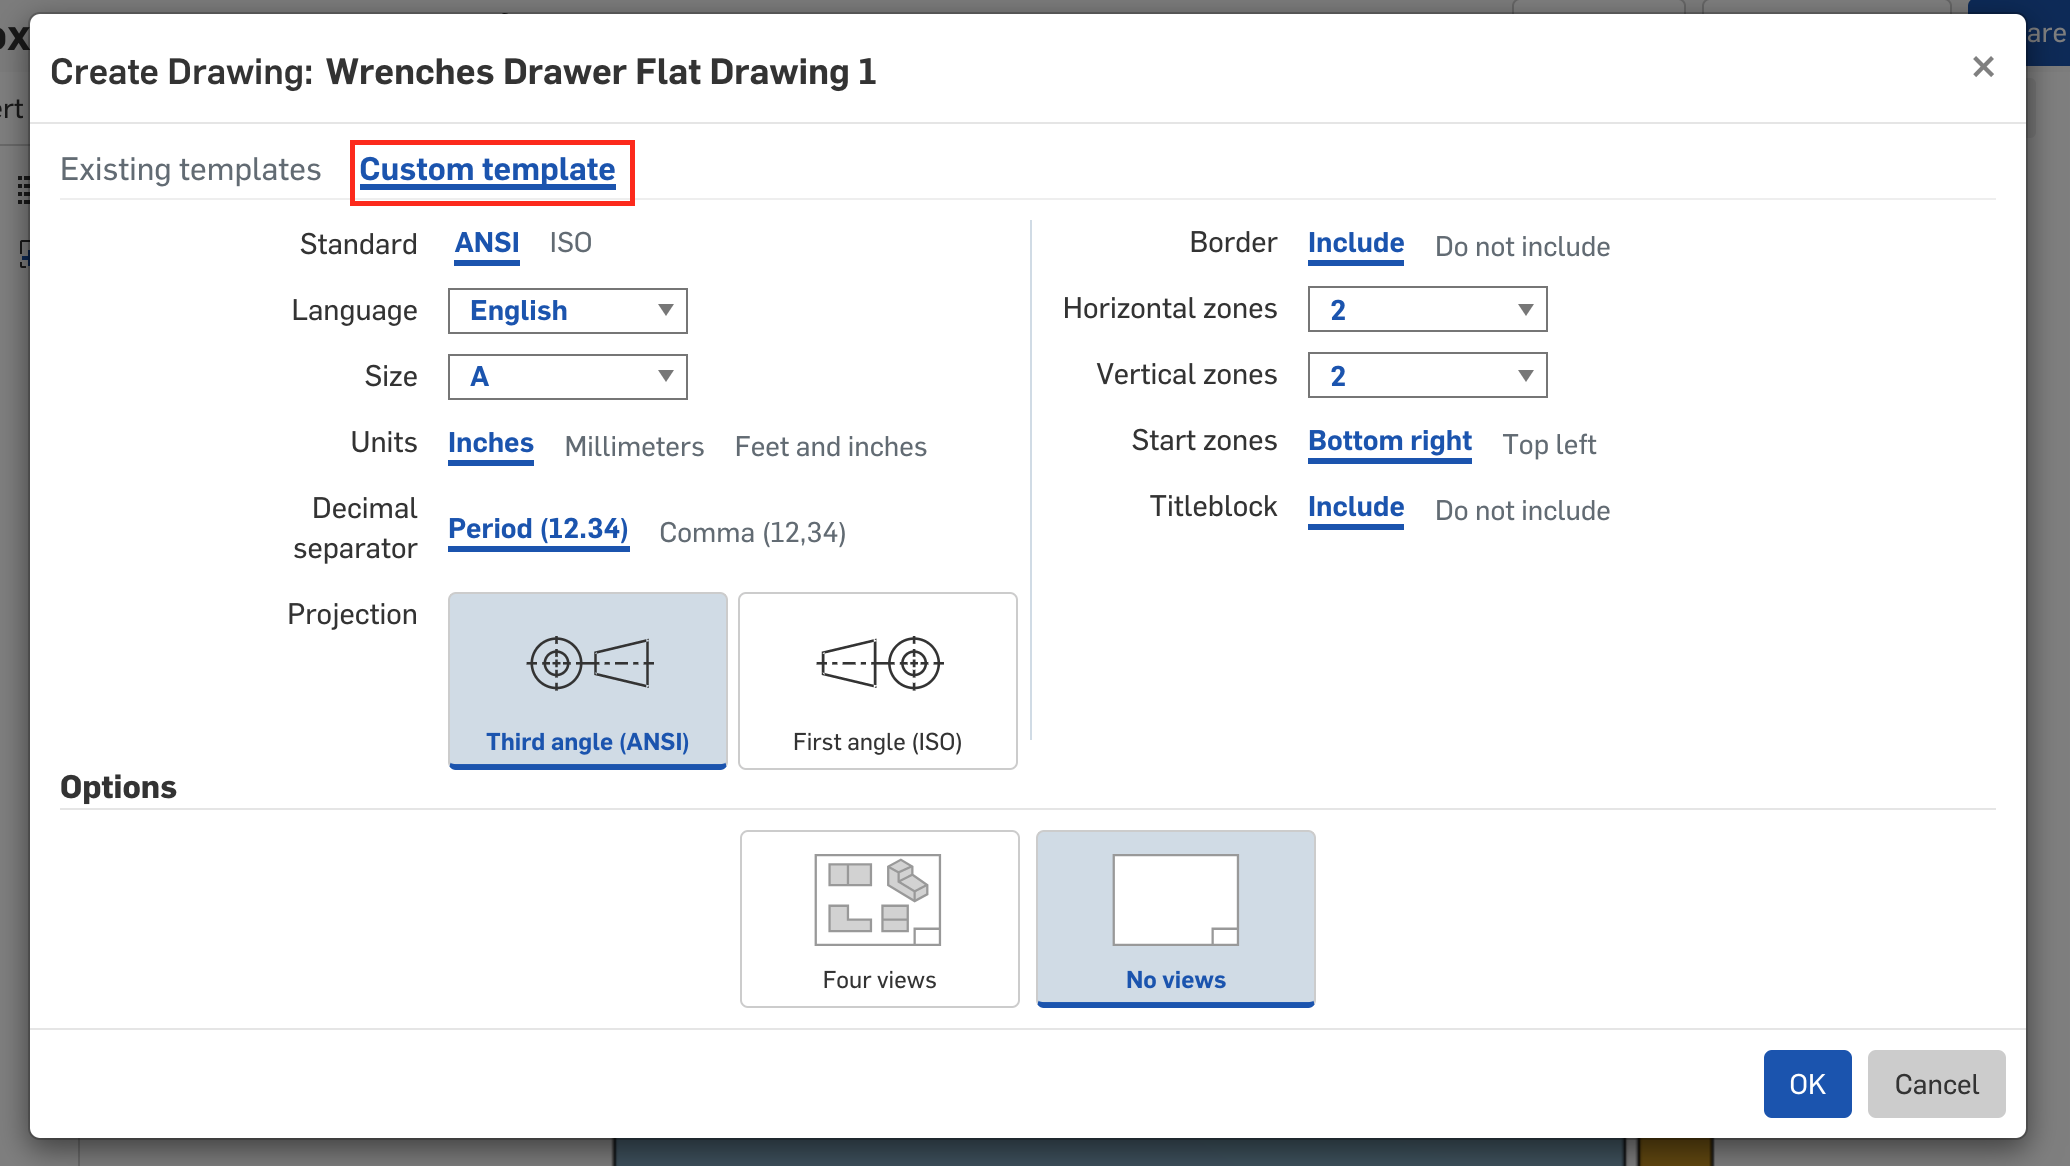 Create Drawing: Wrenches Drawer Flat Drawing 1
Existing templates Custom template
Standard ANSI ISO
Language English
Size A
Units Inches Millimeters Feet and inches
Decimal separator Period (12.34) Comma (12,34)
Projection
Third angle (ANSI) First angle (ISO)
Border Include Do not include
Horizontal zones 2
Vertical zones 2
Start zones Bottom right Top left
Titleblock Include Do not include
Options
Four views No views
OK Cancel